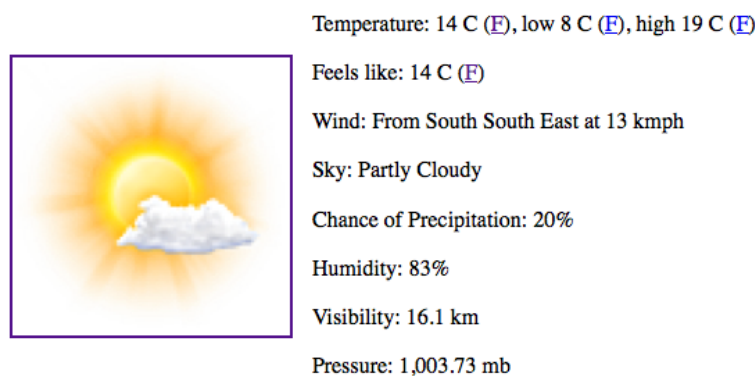 Temperature: 14 C (F), low 8 C (F), high 19 C (F)
Feels like: 14 C (F)
Wind: From South South East at 13 kmph
Sky: Partly Cloudy
Chance of Precipitation: 20%
Humidity: 83%
Visibility: 16.1 km
Pressure: 1,003.73 mb